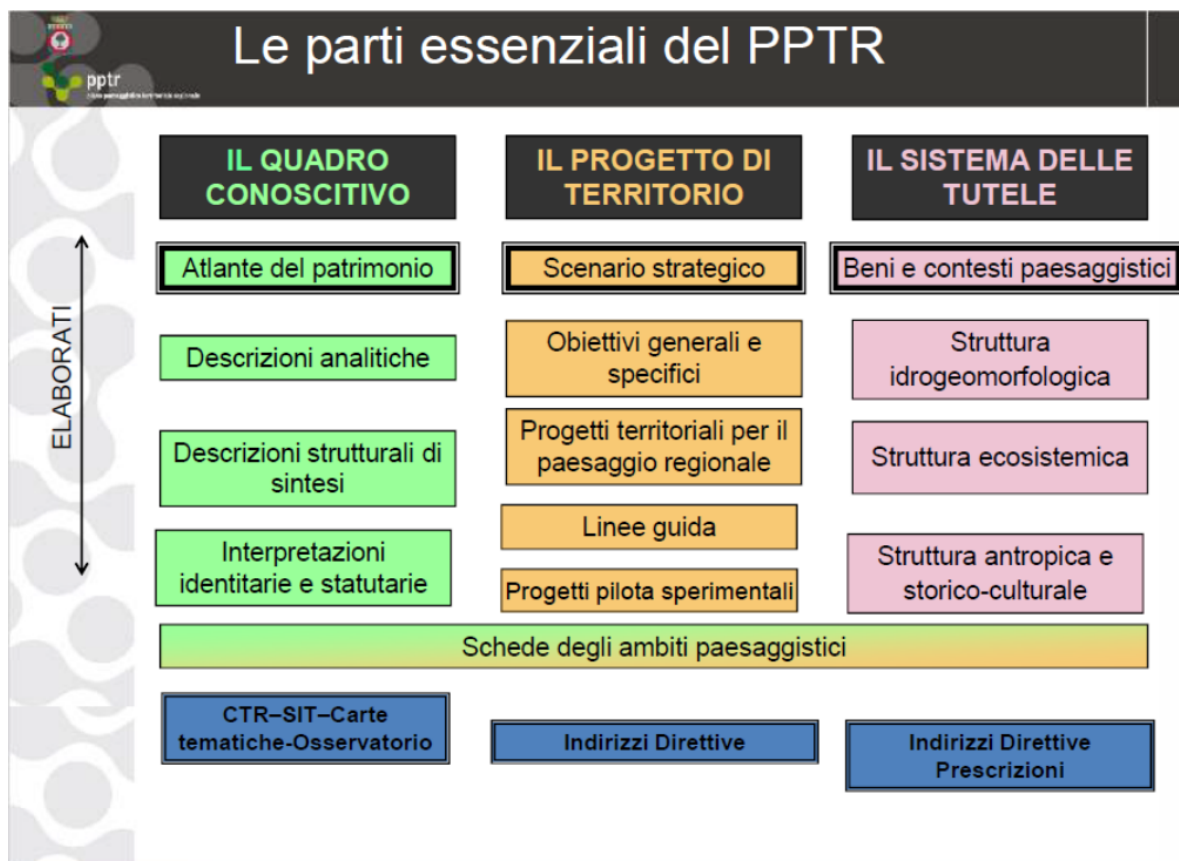 Le parti essenziali del PPTR
pptr
IL QUADRO
CONOSCITIVO
IL PROGETTO DI
TERRITORIO
IL SISTEMA DELLE
TUTELE
ELABORATI
Atlante del patrimonio
Scenario strategico
Beni e contesti paesaggistici
Descrizioni analitiche
Obiettivi generali e
specifici
Struttura
idrogeomorfologica
Descrizioni strutturali di
sintesi
Progetti territoriali per il
paesaggio regionale
Struttura ecosistemica
Linee guida
Interpretazioni
identitarie e statutarie
Progetti pilota sperimentali
Struttura antropica e
storico-culturale
Schede degli ambiti paesaggistici
CTR–SIT–Carte
tematiche-Osservatorio
Indirizzi Direttive
Indirizzi Direttive
Prescrizioni